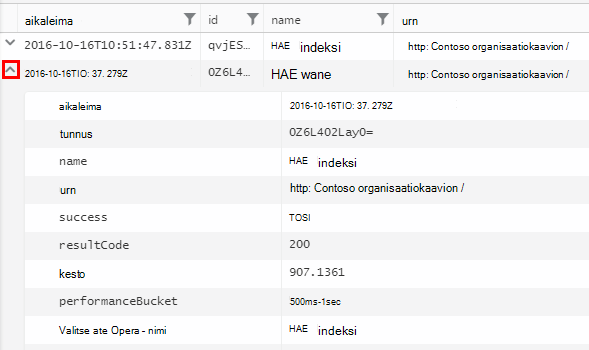 aikaleima id name urn
2016-10-16T10:51:47.831Z qvjES... HAE indeksi http: Contoso organisaatiokaavion /
2016-10-16TIO: 37. 279Z 0Z6L4... HAE wane http: Contoso organisaatiokaavion /
aikaleima 2016-10-16TIO: 37. 279Z
tunnus 0Z6L4O2LayO=
name HAE indeksi
urn http: Contoso organisaatiokaavion /
success TOSI
resultCode 200
kesto 907.1361
performanceBucket 500ms-1sec
Valitse ate Opera - nimi HAE indeksi